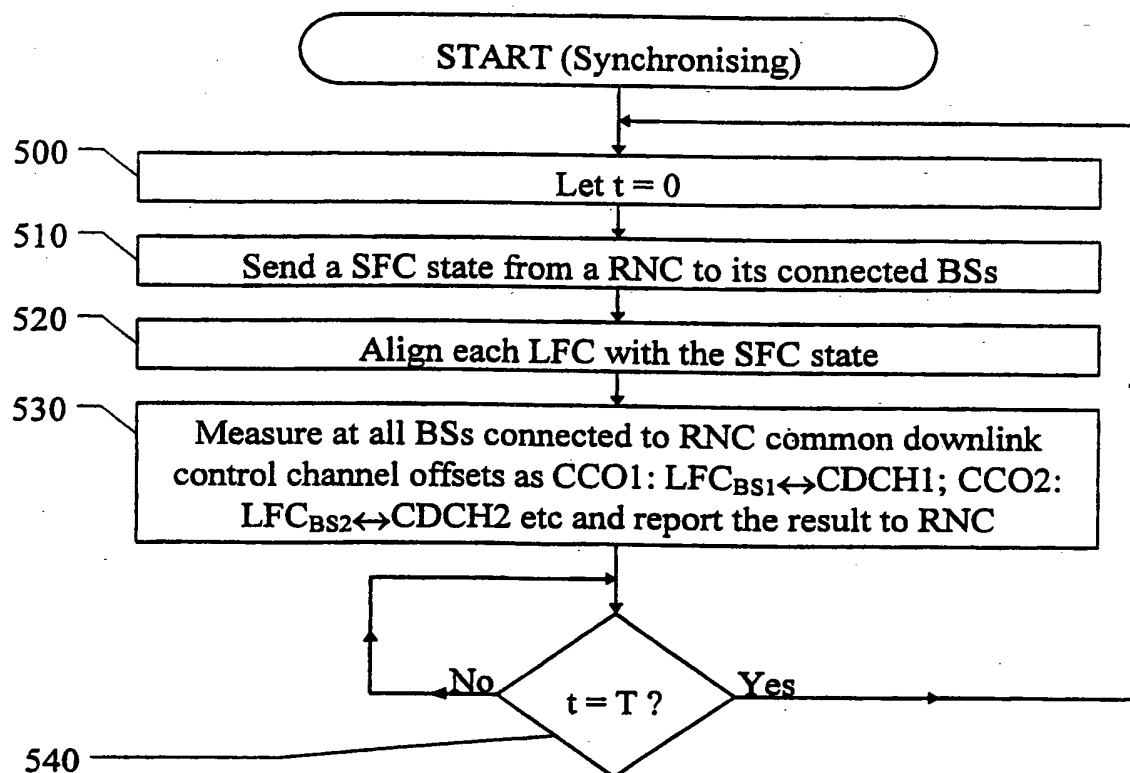 START (Synchronising)
500
Let t = 0
510
Send a SFC state from a RNC to its connected BSs
520
Align each LFC with the SFC state
530
Measure at all BSs connected to RNC common downlink
control channel offsets as CCO1: LFCBS1↔CDCH1; CCO2:
LFCBS2↔CDCH2 etc and report the result to RNC
No
t = T ?
Yes
540